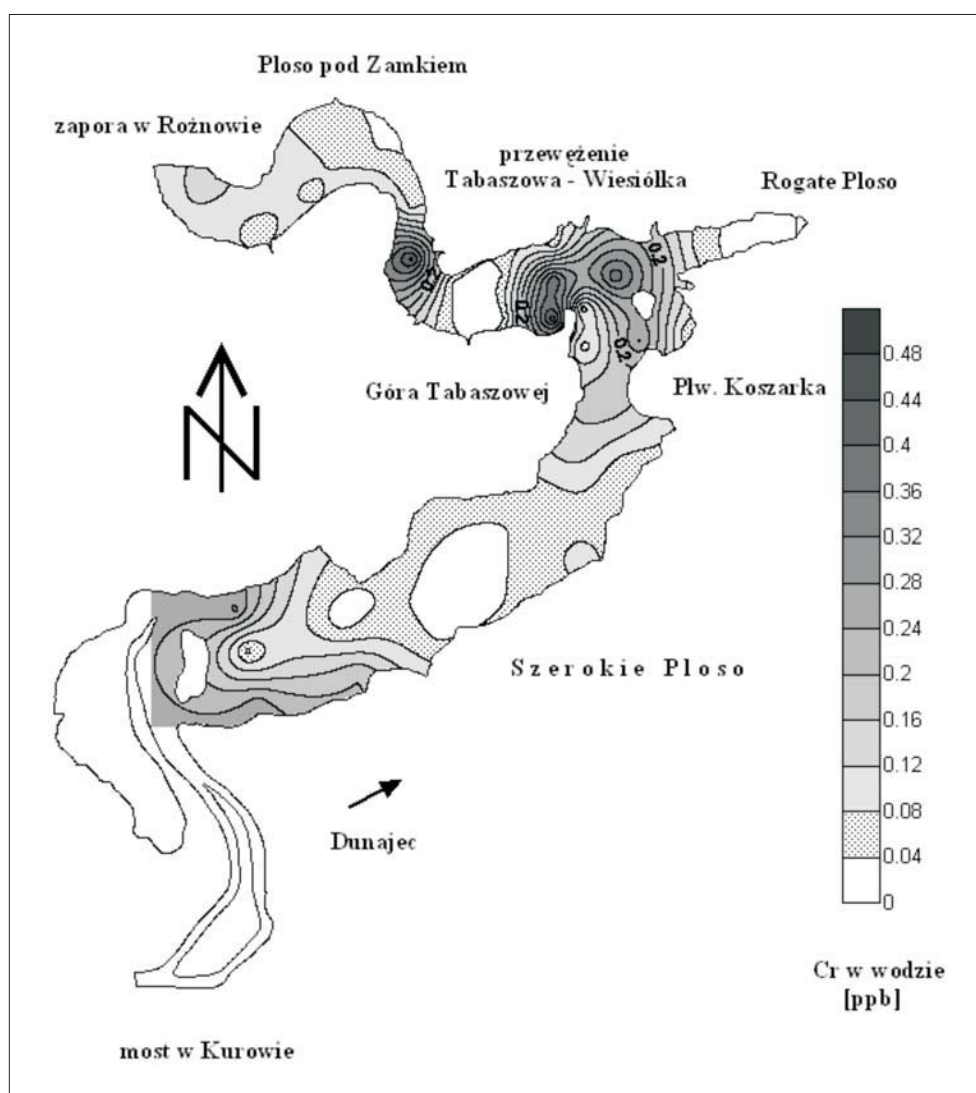 Ploso pod Zamkiem
zapora w Rożnowie
przewężenie
Tabaszowa - Wiesiółka
Rogate Ploso
0.2
0.2
0.2
0.2
Góra Tabaszowej
Płw. Koszarka
N
0.48
0.44
0.4
0.36
0.32
0.28
0.24
0.2
0.16
0.12
0.08
0.04
0
Szerokie Ploso
Dunajec
Cr w wodzie
[ppb]
most w Kurowie